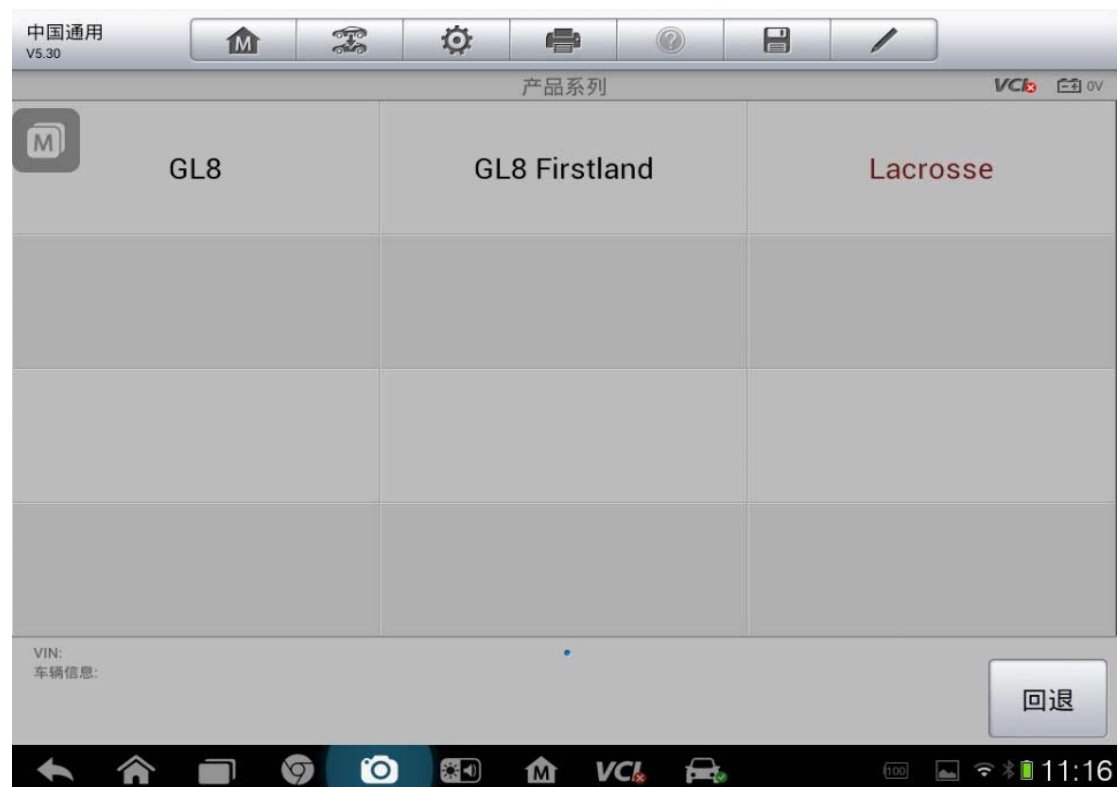 中国通用
V5.30
M
产品系列
VCI
0V
M
GL8
GL8 Firstland
Lacrosse
VIN:
车辆信息:
回退
M
VCI
100
11:16